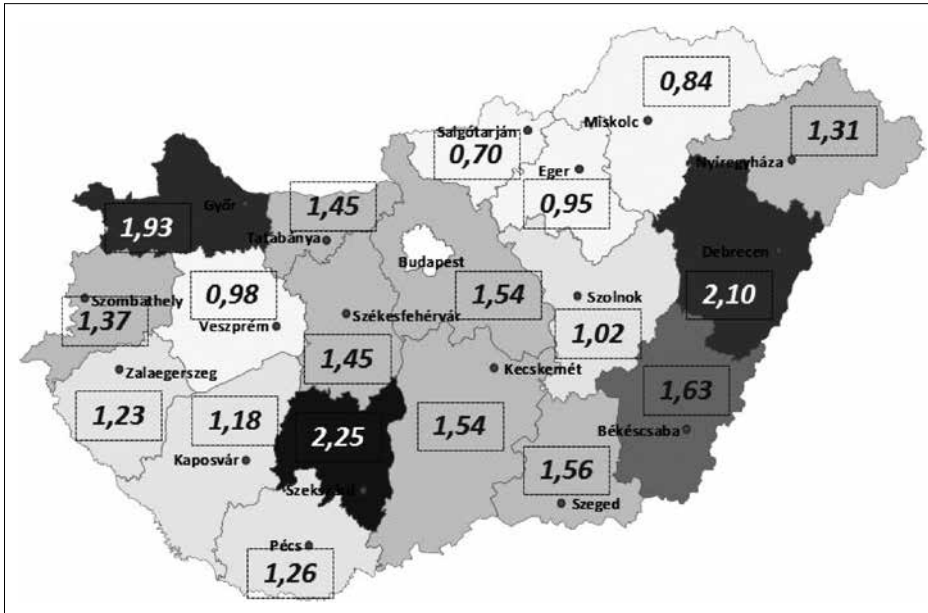 0,84
Salgótarján
Miskolc
1,31
0,70
Eger
Nyíregyháza
0,95
Győr
1,45
1,93
Tatabánya
Debrecen
Budapest
0,98
2,10
Szombathely
1,54
Szolnok
1,37
Székesfehérvár
Veszprém
1,02
1,45
Zalaegerszeg
Kecskemét
1,63
1,23
1,18
2,25
1,54
Békéscsaba
Kaposvár
1,56
Szekszárd
Szeged
Pécs
1,26